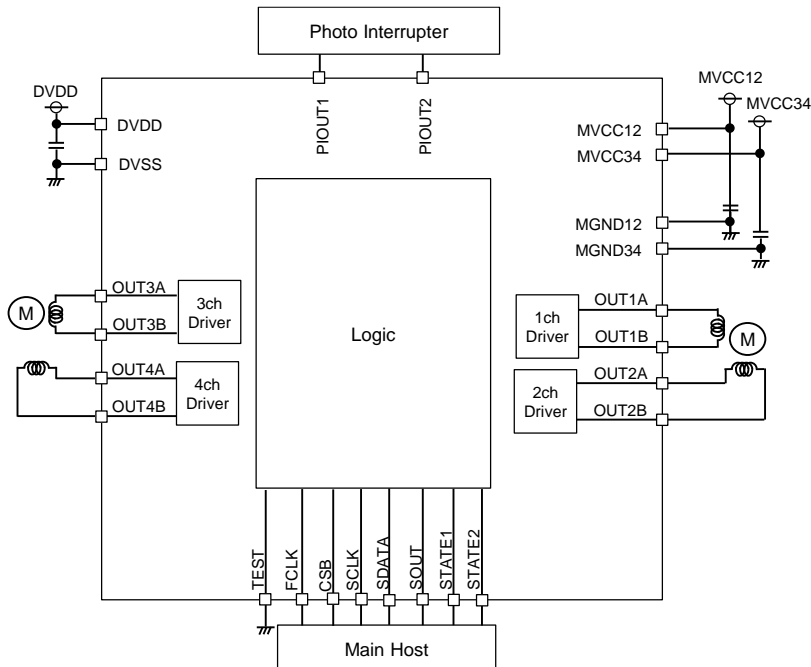 Photo Interrupter
DVDD
MVCC12
MVCC34
PIOUT1
PIOUT2
DVDD
DVSS
MVCC12
MVCC34
MGND12
MGND34
Logic
M
OUT3A
OUT3B
3ch
Driver
OUT4A
OUT4B
4ch
Driver
1ch
Driver
OUT1A
OUT1B
M
2ch
Driver
OUT2A
OUT2B
TEST
FCLK
CSB
SCLK
SDATA
SOUT
STATE1
STATE2
Main Host